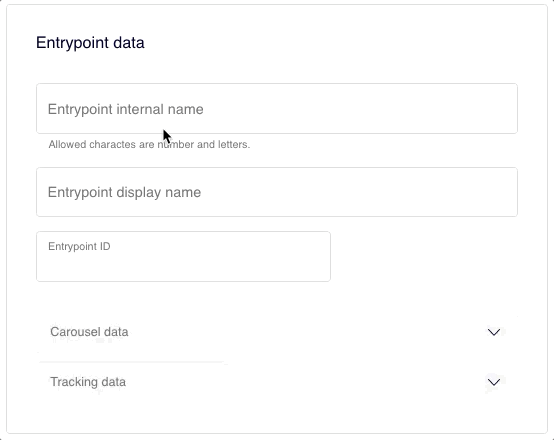 Entrypoint data
Entrypoint internal name
Allowed charactes are number and letters.
Entrypoint display name
Entrypoint ID
Carousel data
Tracking data